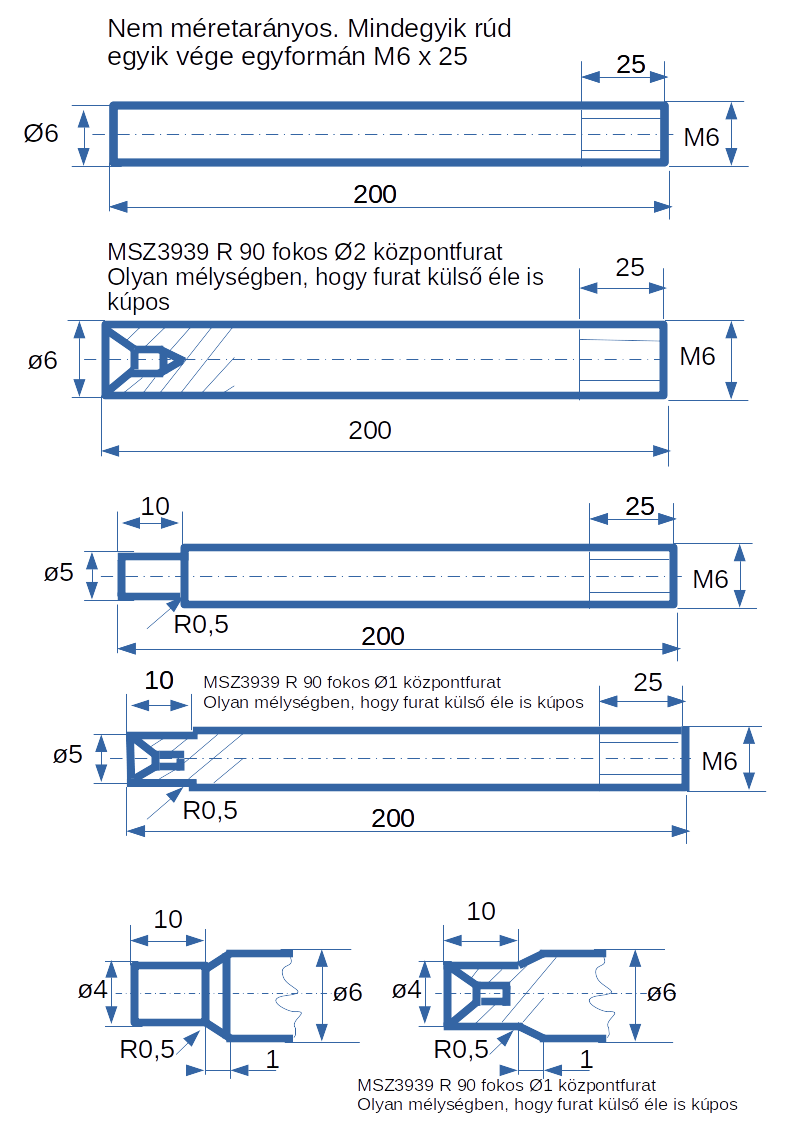 Nem méretarányos. Mindegyik rúd
egyik vége egyformán M6 x 25
25
Ø6
M6
200
MSZ3939 R 90 fokos Ø2 központfurat
Olyan mélységben, hogy furat külső éle is
kúpos
25
ø6
M6
200
10
25
ø5
M6
R0,5
200
10
MSZ3939 R 90 fokos Ø1 központfurat
Olyan mélységben, hogy furat külső éle is kúpos
25
ø5
M6
R0,5
200
10
ø4
ø6
R0,5
1
10
ø4
ø6
R0,5
1
MSZ3939 R 90 fokos Ø1 központfurat
Olyan mélységben, hogy furat külső éle is kúpos